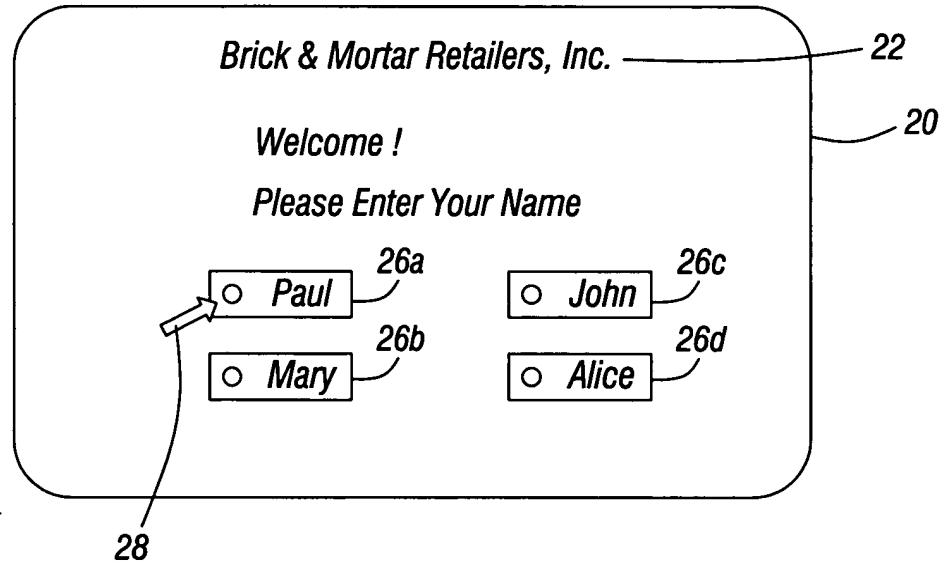 Brick & Mortar Retailers, Inc. 22
20
Welcome !
Please Enter Your Name
26a 26c
Paul John
26b 26d
Mary Alice
28